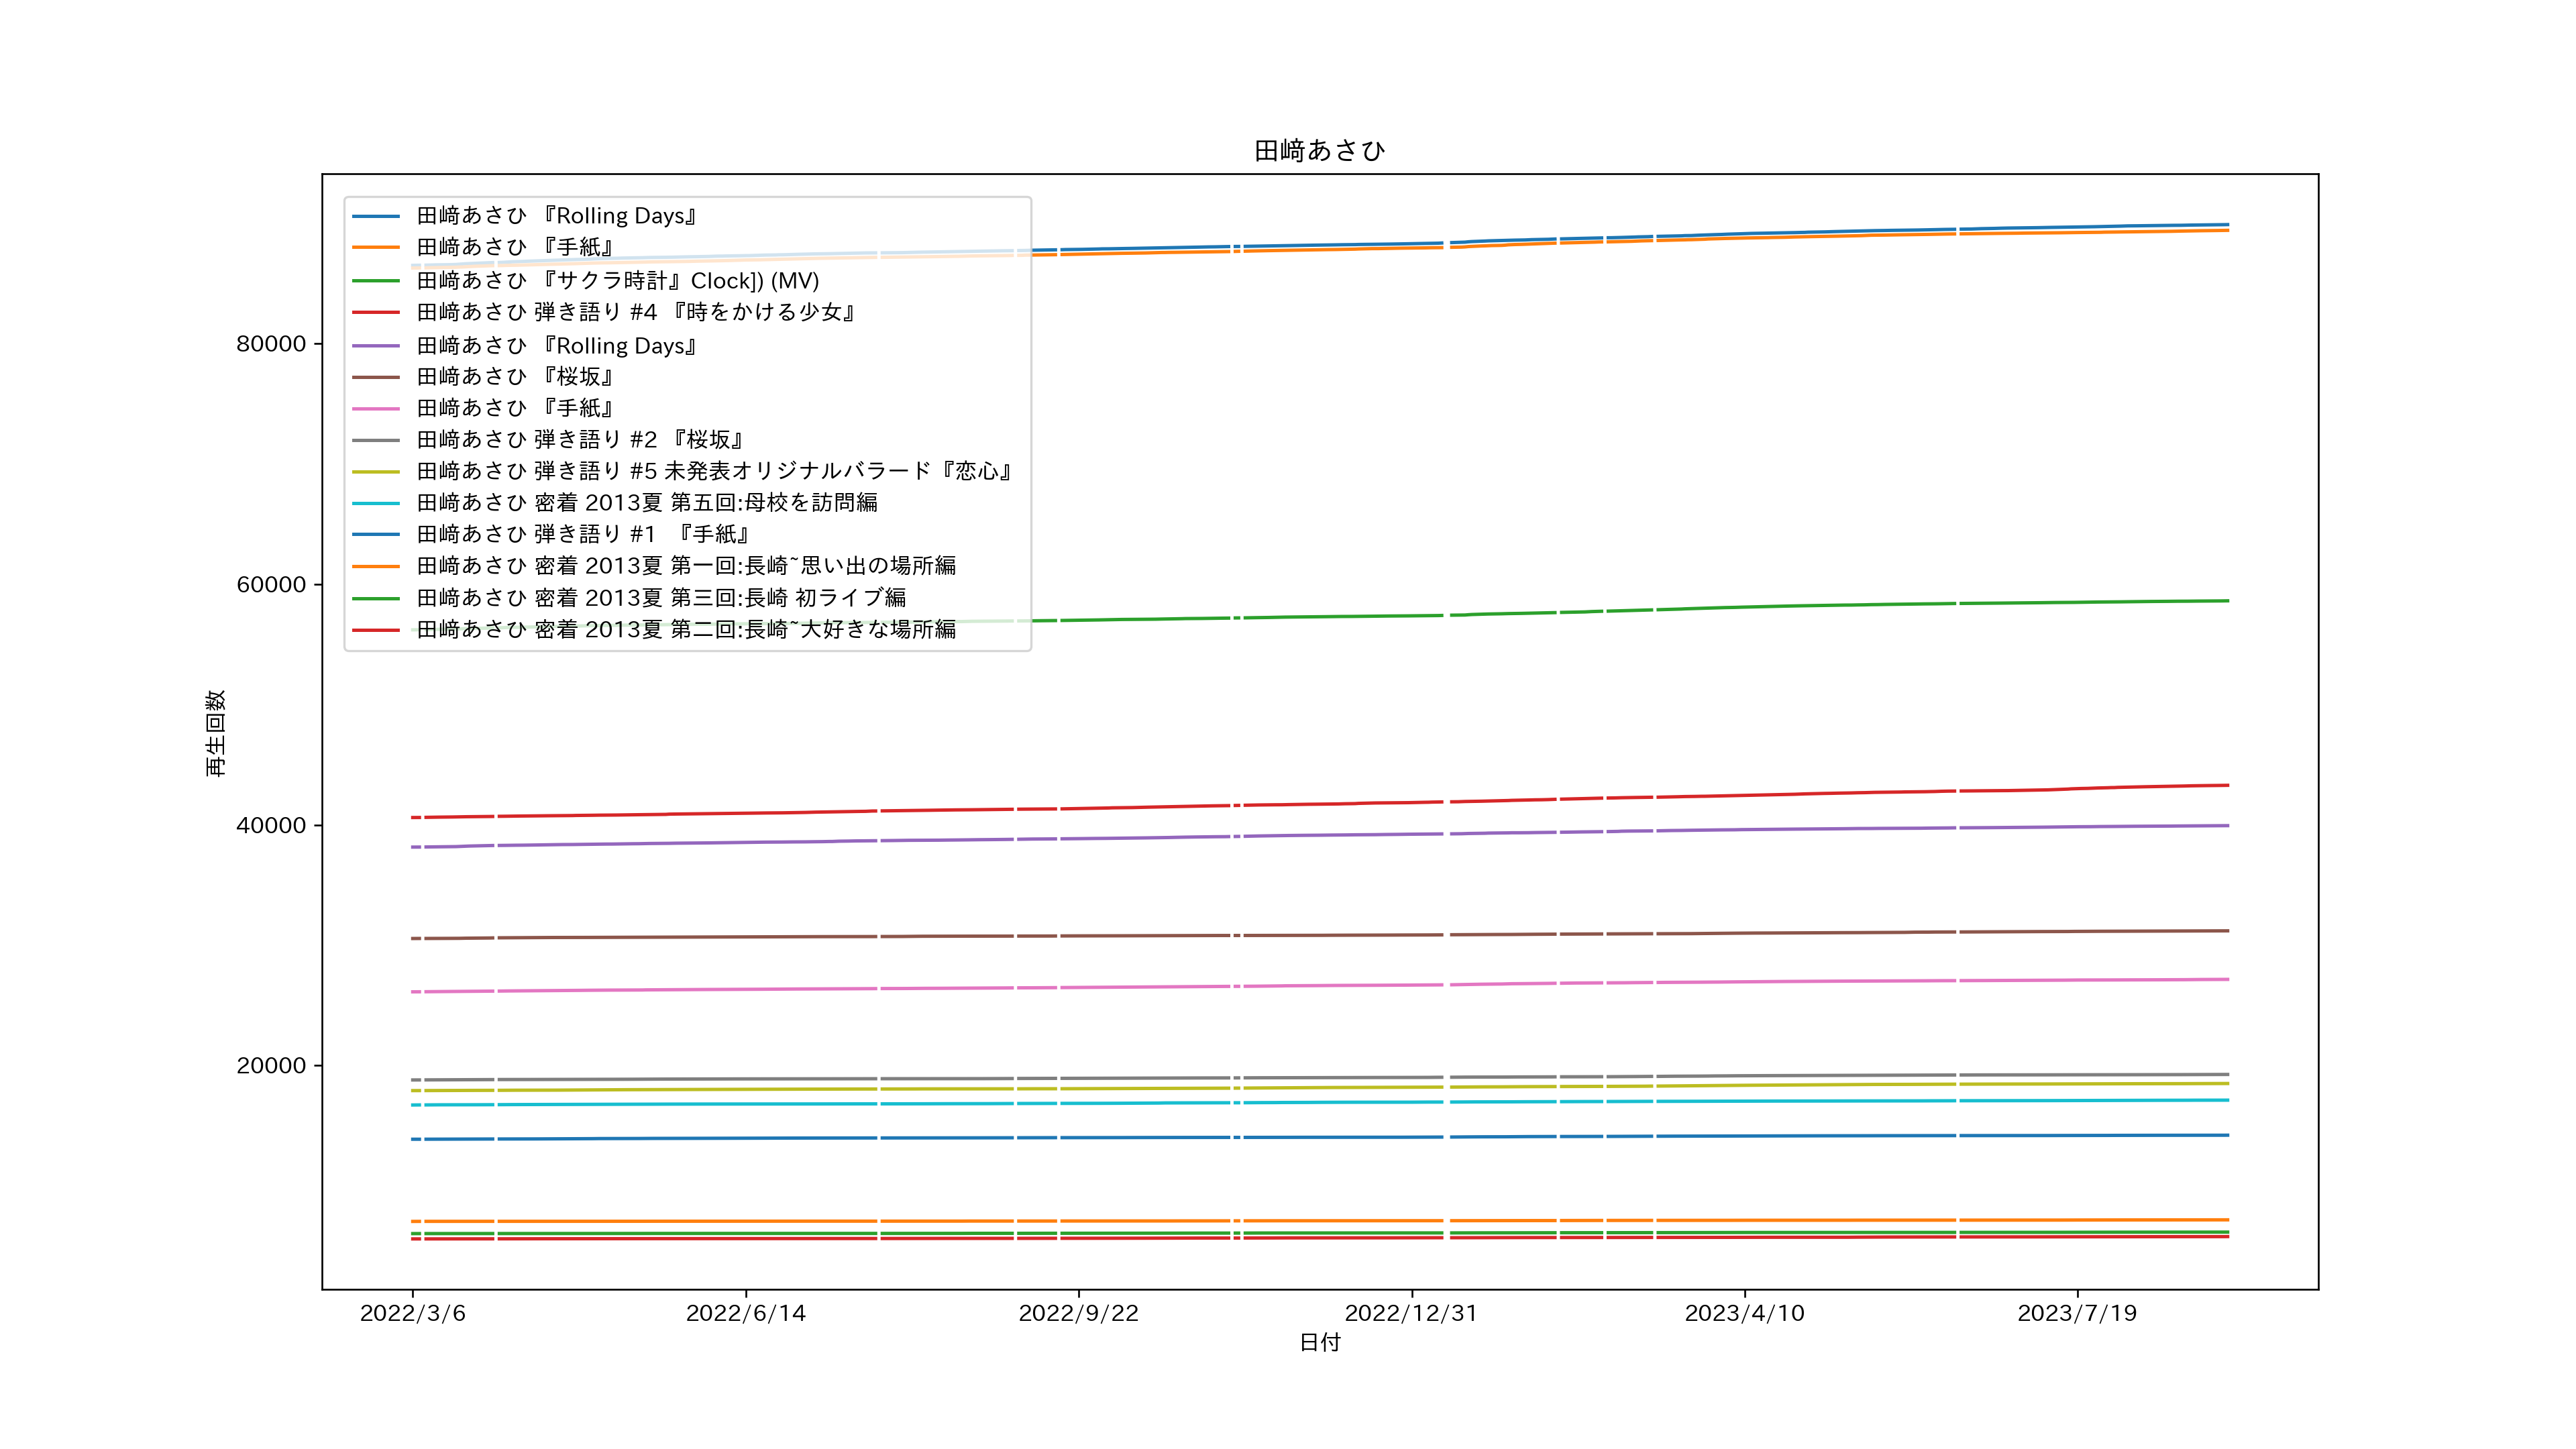 田﨑あさひ
田﨑あさひ 『Rolling Days』
田﨑あさひ 『手紙』
田﨑あさひ 『サクラ時計』Clock]) (MV)
田﨑あさひ 弾き語り #4 『時をかける少女』
田﨑あさひ 『Rolling Days』
田﨑あさひ 『桜坂』
田﨑あさひ 『手紙』
田﨑あさひ 弾き語り #2 『桜坂』
田﨑あさひ 弾き語り #5 未発表オリジナルバラード『恋心』
田﨑あさひ 密着 2013夏 第五回:母校を訪問編
田﨑あさひ 弾き語り #1 『手紙』
田﨑あさひ 密着 2013夏 第一回:長崎~思い出の場所編
田﨑あさひ 密着 2013夏 第三回:長崎 初ライブ編
田﨑あさひ 密着 2013夏 第二回:長崎~大好きな場所編
80000
60000
40000
20000
再生回数
2022/3/6
2022/6/14
2022/9/22
2022/12/31
2023/4/10
2023/7/19
日付